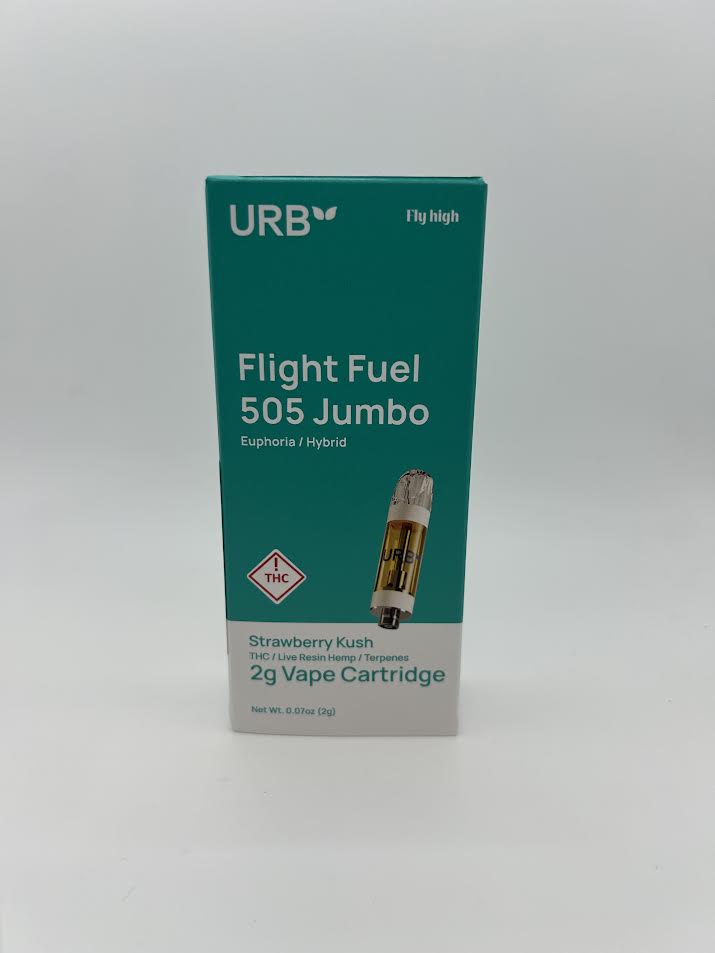 URB
Fly high
Flight Fuel
505 Jumbo
Euphoria / Hybrid
URB
!
THC
Strawberry Kush
THC / Live Resin Hemp / Terpenes
2g Vape Cartridge
Net Wt. 0.07oz (2g)